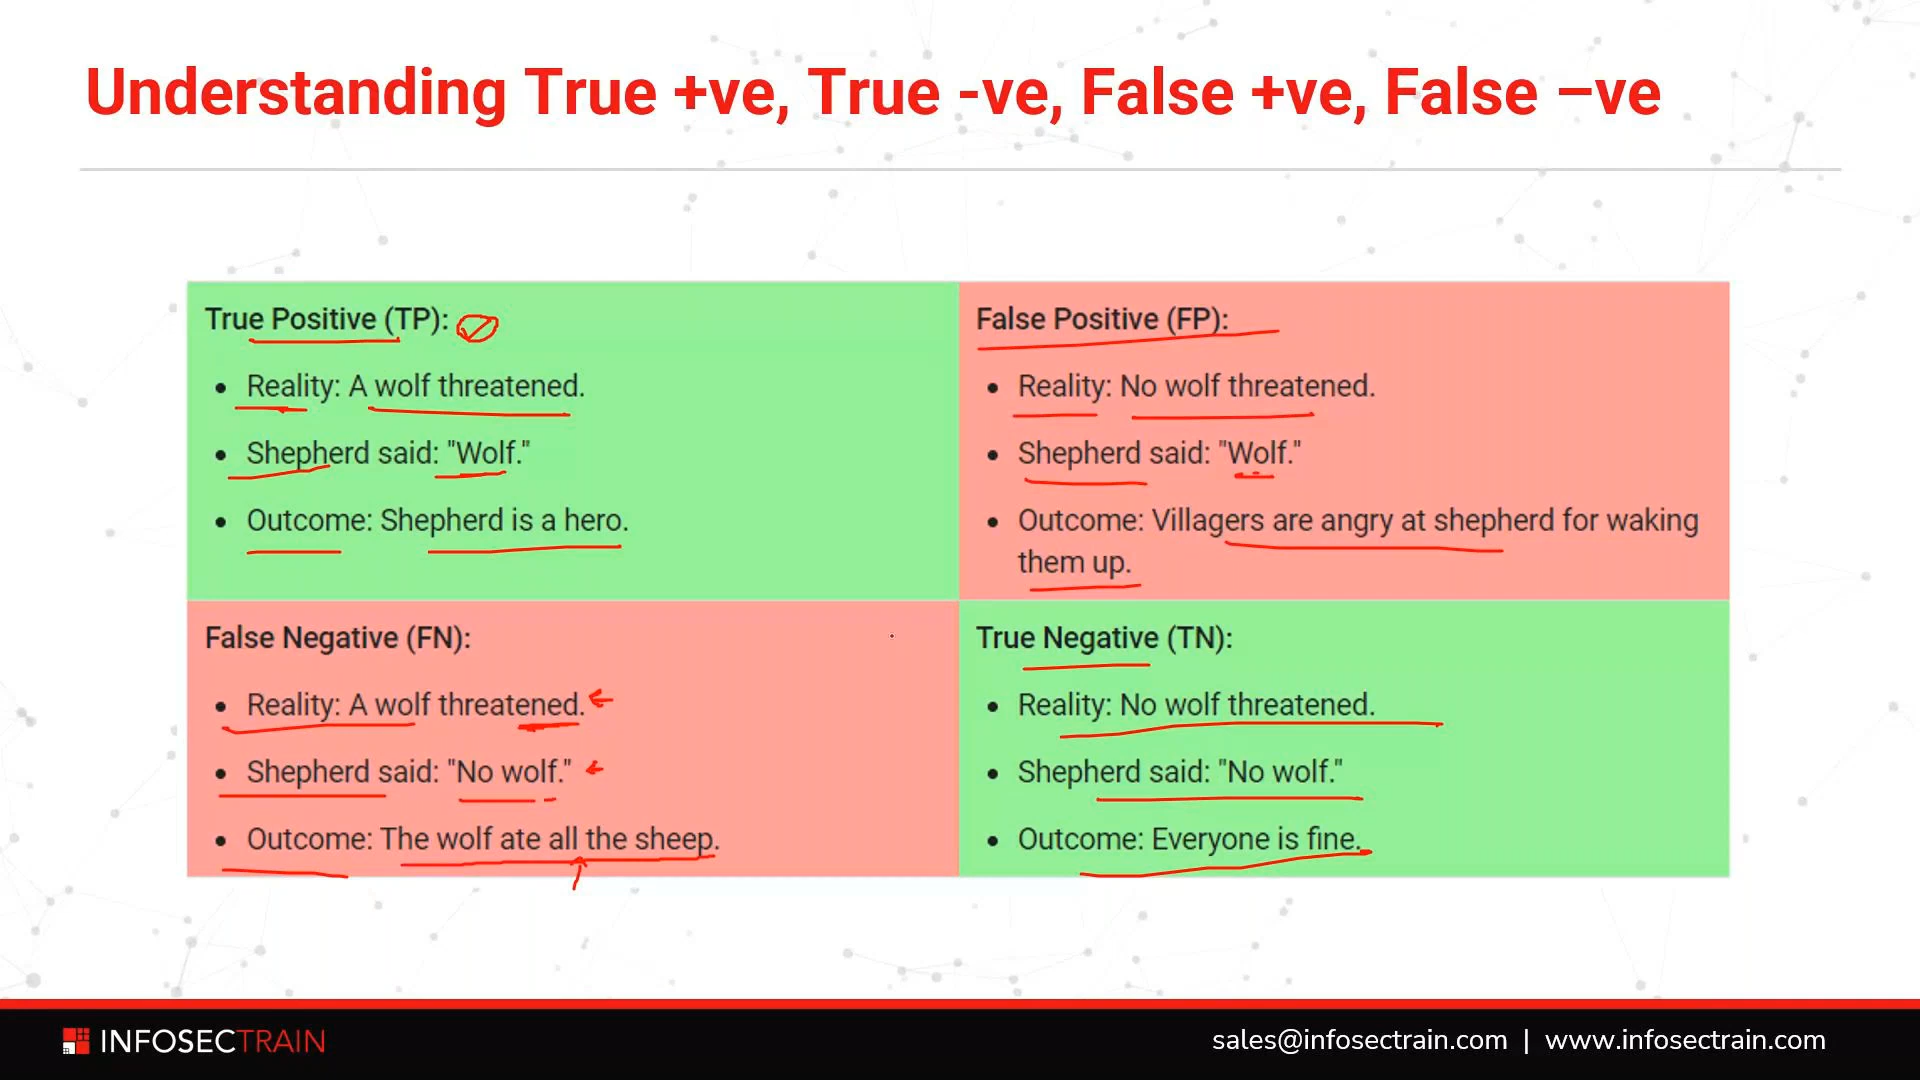 Understanding True +ve, True -ve, False +ve, False –ve
True Positive (TP):
• Reality: A wolf threatened.
• Shepherd said: "Wolf."
• Outcome: Shepherd is a hero.
False Positive (FP):
• Reality: No wolf threatened.
• Shepherd said: "Wolf."
• Outcome: Villagers are angry at shepherd for waking
them up.
False Negative (FN):
• Reality: A wolf threatened.
• Shepherd said: "No wolf."
• Outcome: The wolf ate all the sheep.
True Negative (TN):
• Reality: No wolf threatened.
• Shepherd said: "No wolf."
• Outcome: Everyone is fine.
INFOSECTRAIN
sales@infosectrain.com | www.infosectrain.com